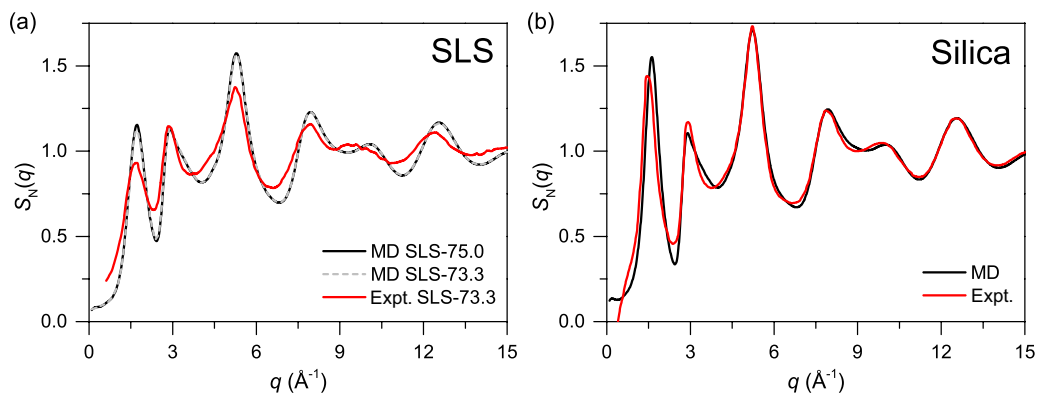 (a)
SLS
1.5
1.0
0.5
0.0
S_N(q)
MD SLS-75.0
MD SLS-73.3
Expt. SLS-73.3
0 3 6 9 12 15
q (Å⁻¹)
(b)
Silica
1.5
1.0
0.5
0.0
S_N(q)
MD
Expt.
0 3 6 9 12 15
q (Å⁻¹)